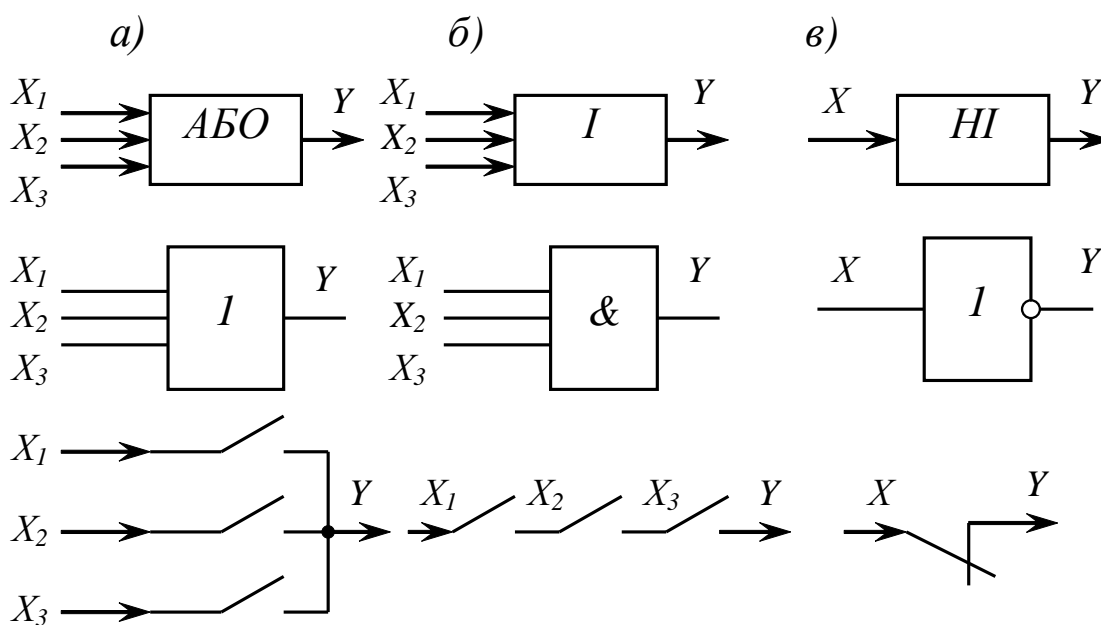 а) б) в)
X1 Y X1 Y X Y
АБО I НІ
X2 X2
X3 X3
X1 Y X1 Y X Y
X2 1 X2 & 1
X3 X3
X1
Y X1 X2 X3 Y X Y
X2
X3